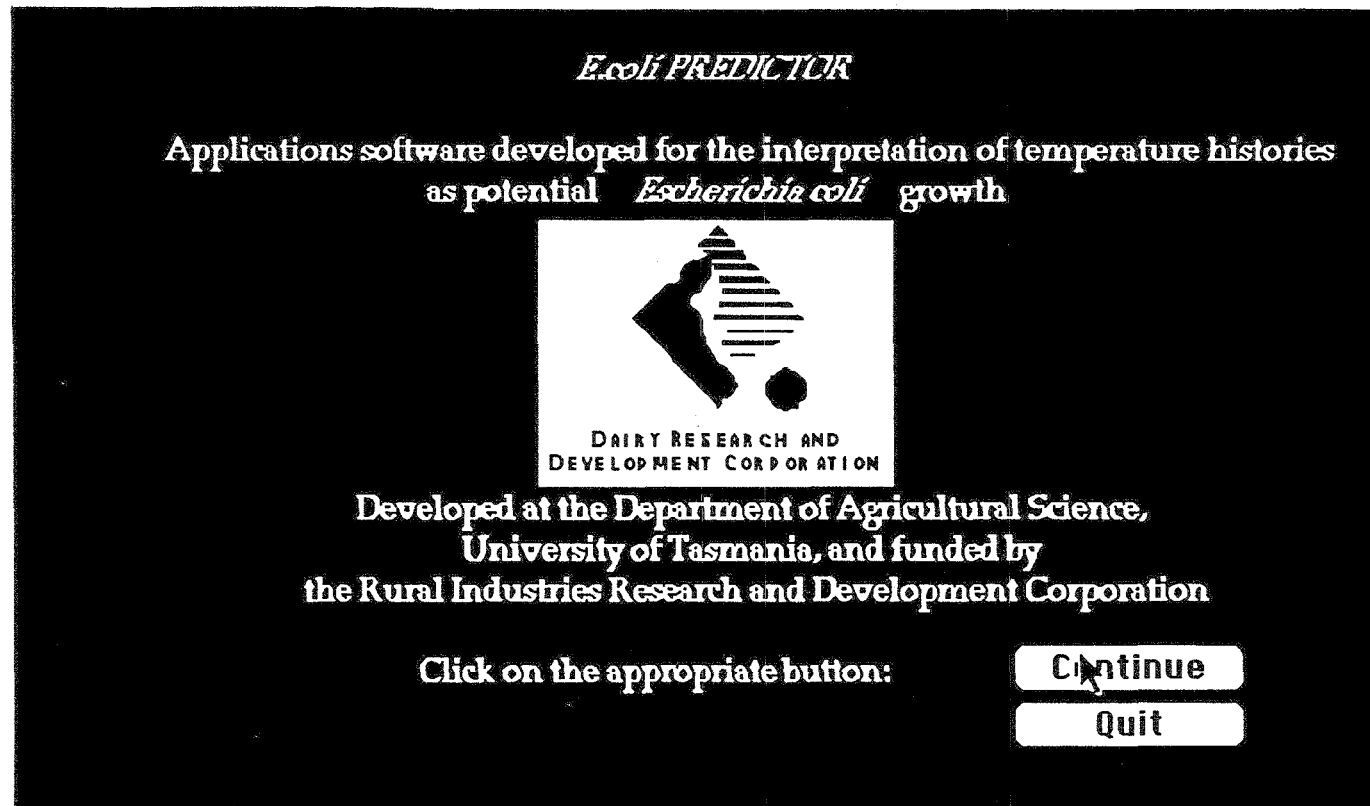 E.coli PREDICTOR
Applications software developed for the interpretation of temperature histories
as potential Escherichia coli growth
DAIRY RESEARCH AND
DEVELOPMENT CORPORATION
Developed at the Department of Agricultural Science,
University of Tasmania, and funded by
the Rural Industries Research and Development Corporation
Click on the appropriate button:
Continue
Quit